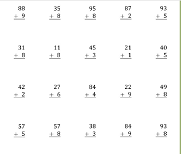 88 35 95 87 93
+ 9 + 8 + 8 + 2 + 5
31 11 45 21 40
+ 8 + 8 + 3 + 1 + 5
42 27 84 22 49
+ 2 + 6 + 4 + 9 + 8
57 57 38 84 93
+ 5 + 8 + 3 + 9 + 8